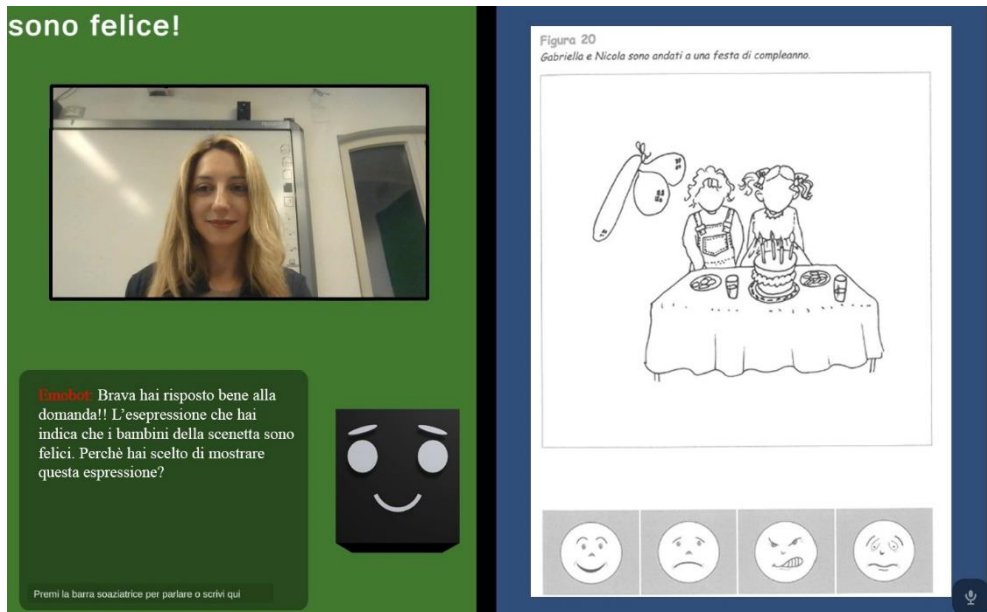 sono felice!
Emobot: Brava hai risposto bene alla
domanda!! L'esepressione che hai
indica che i bambini della scenetta sono
felici. Perchè hai scelto di mostrare
questa espressione?
Premi la barra soaziatrice per parlare o scrivi qui
Figura 20
Gabriella e Nicola sono andati a una festa di compleanno.